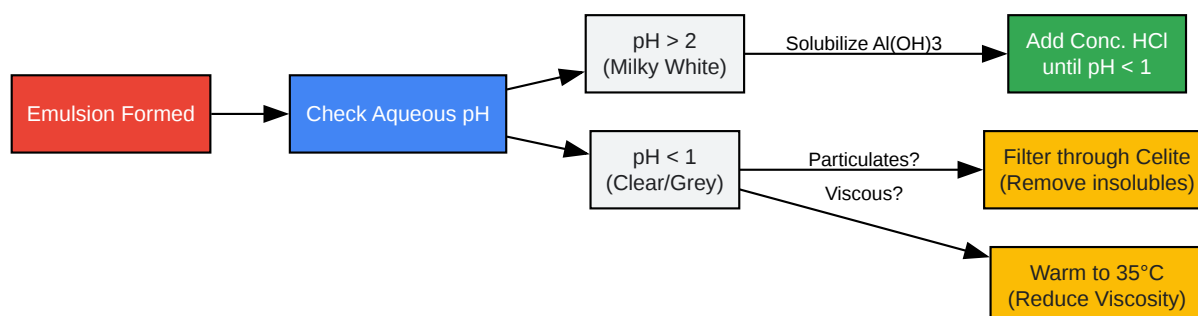 Emulsion Formed
Check Aqueous pH
pH > 2
(Milky White)
Solubilize Al(OH)3
Add Conc. HCl
until pH < 1
pH < 1
(Clear/Grey)
Particulates?
Filter through Celite
(Remove insolubles)
Viscous?
Warm to 35°C
(Reduce Viscosity)